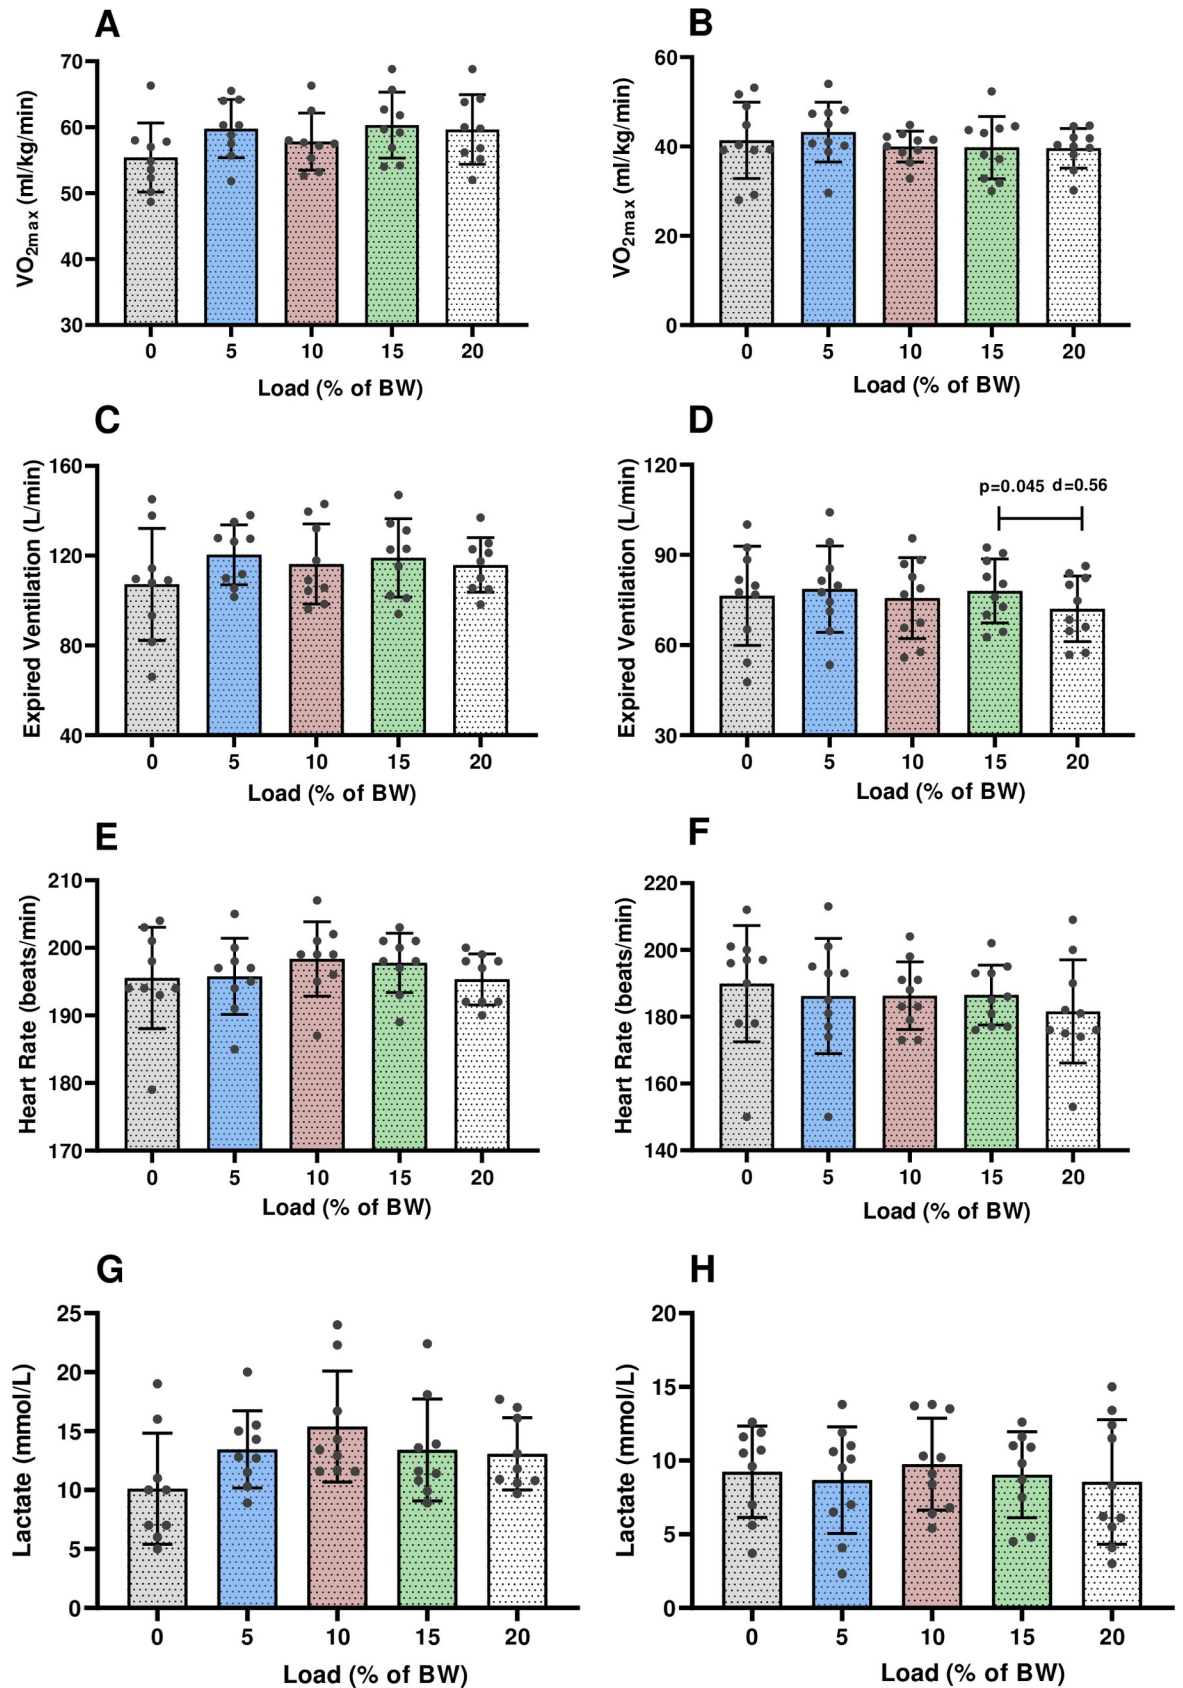 A
VO2max (ml/kg/min)
70
60
50
40
30
0 5 10 15 20
Load (% of BW)
B
VO2max (ml/kg/min)
60
40
20
0
0 5 10 15 20
Load (% of BW)
C
Expired Ventilation (L/min)
160
120
80
40
0 5 10 15 20
Load (% of BW)
D
Expired Ventilation (L/min)
120
90
60
30
p=0.045 d=0.56
0 5 10 15 20
Load (% of BW)
E
Heart Rate (beats/min)
210
200
190
180
170
0 5 10 15 20
Load (% of BW)
F
Heart Rate (beats/min)
220
200
180
160
140
0 5 10 15 20
Load (% of BW)
G
Lactate (mmol/L)
25
20
15
10
5
0
0 5 10 15 20
Load (% of BW)
H
Lactate (mmol/L)
20
15
10
5
0
0 5 10 15 20
Load (% of BW)